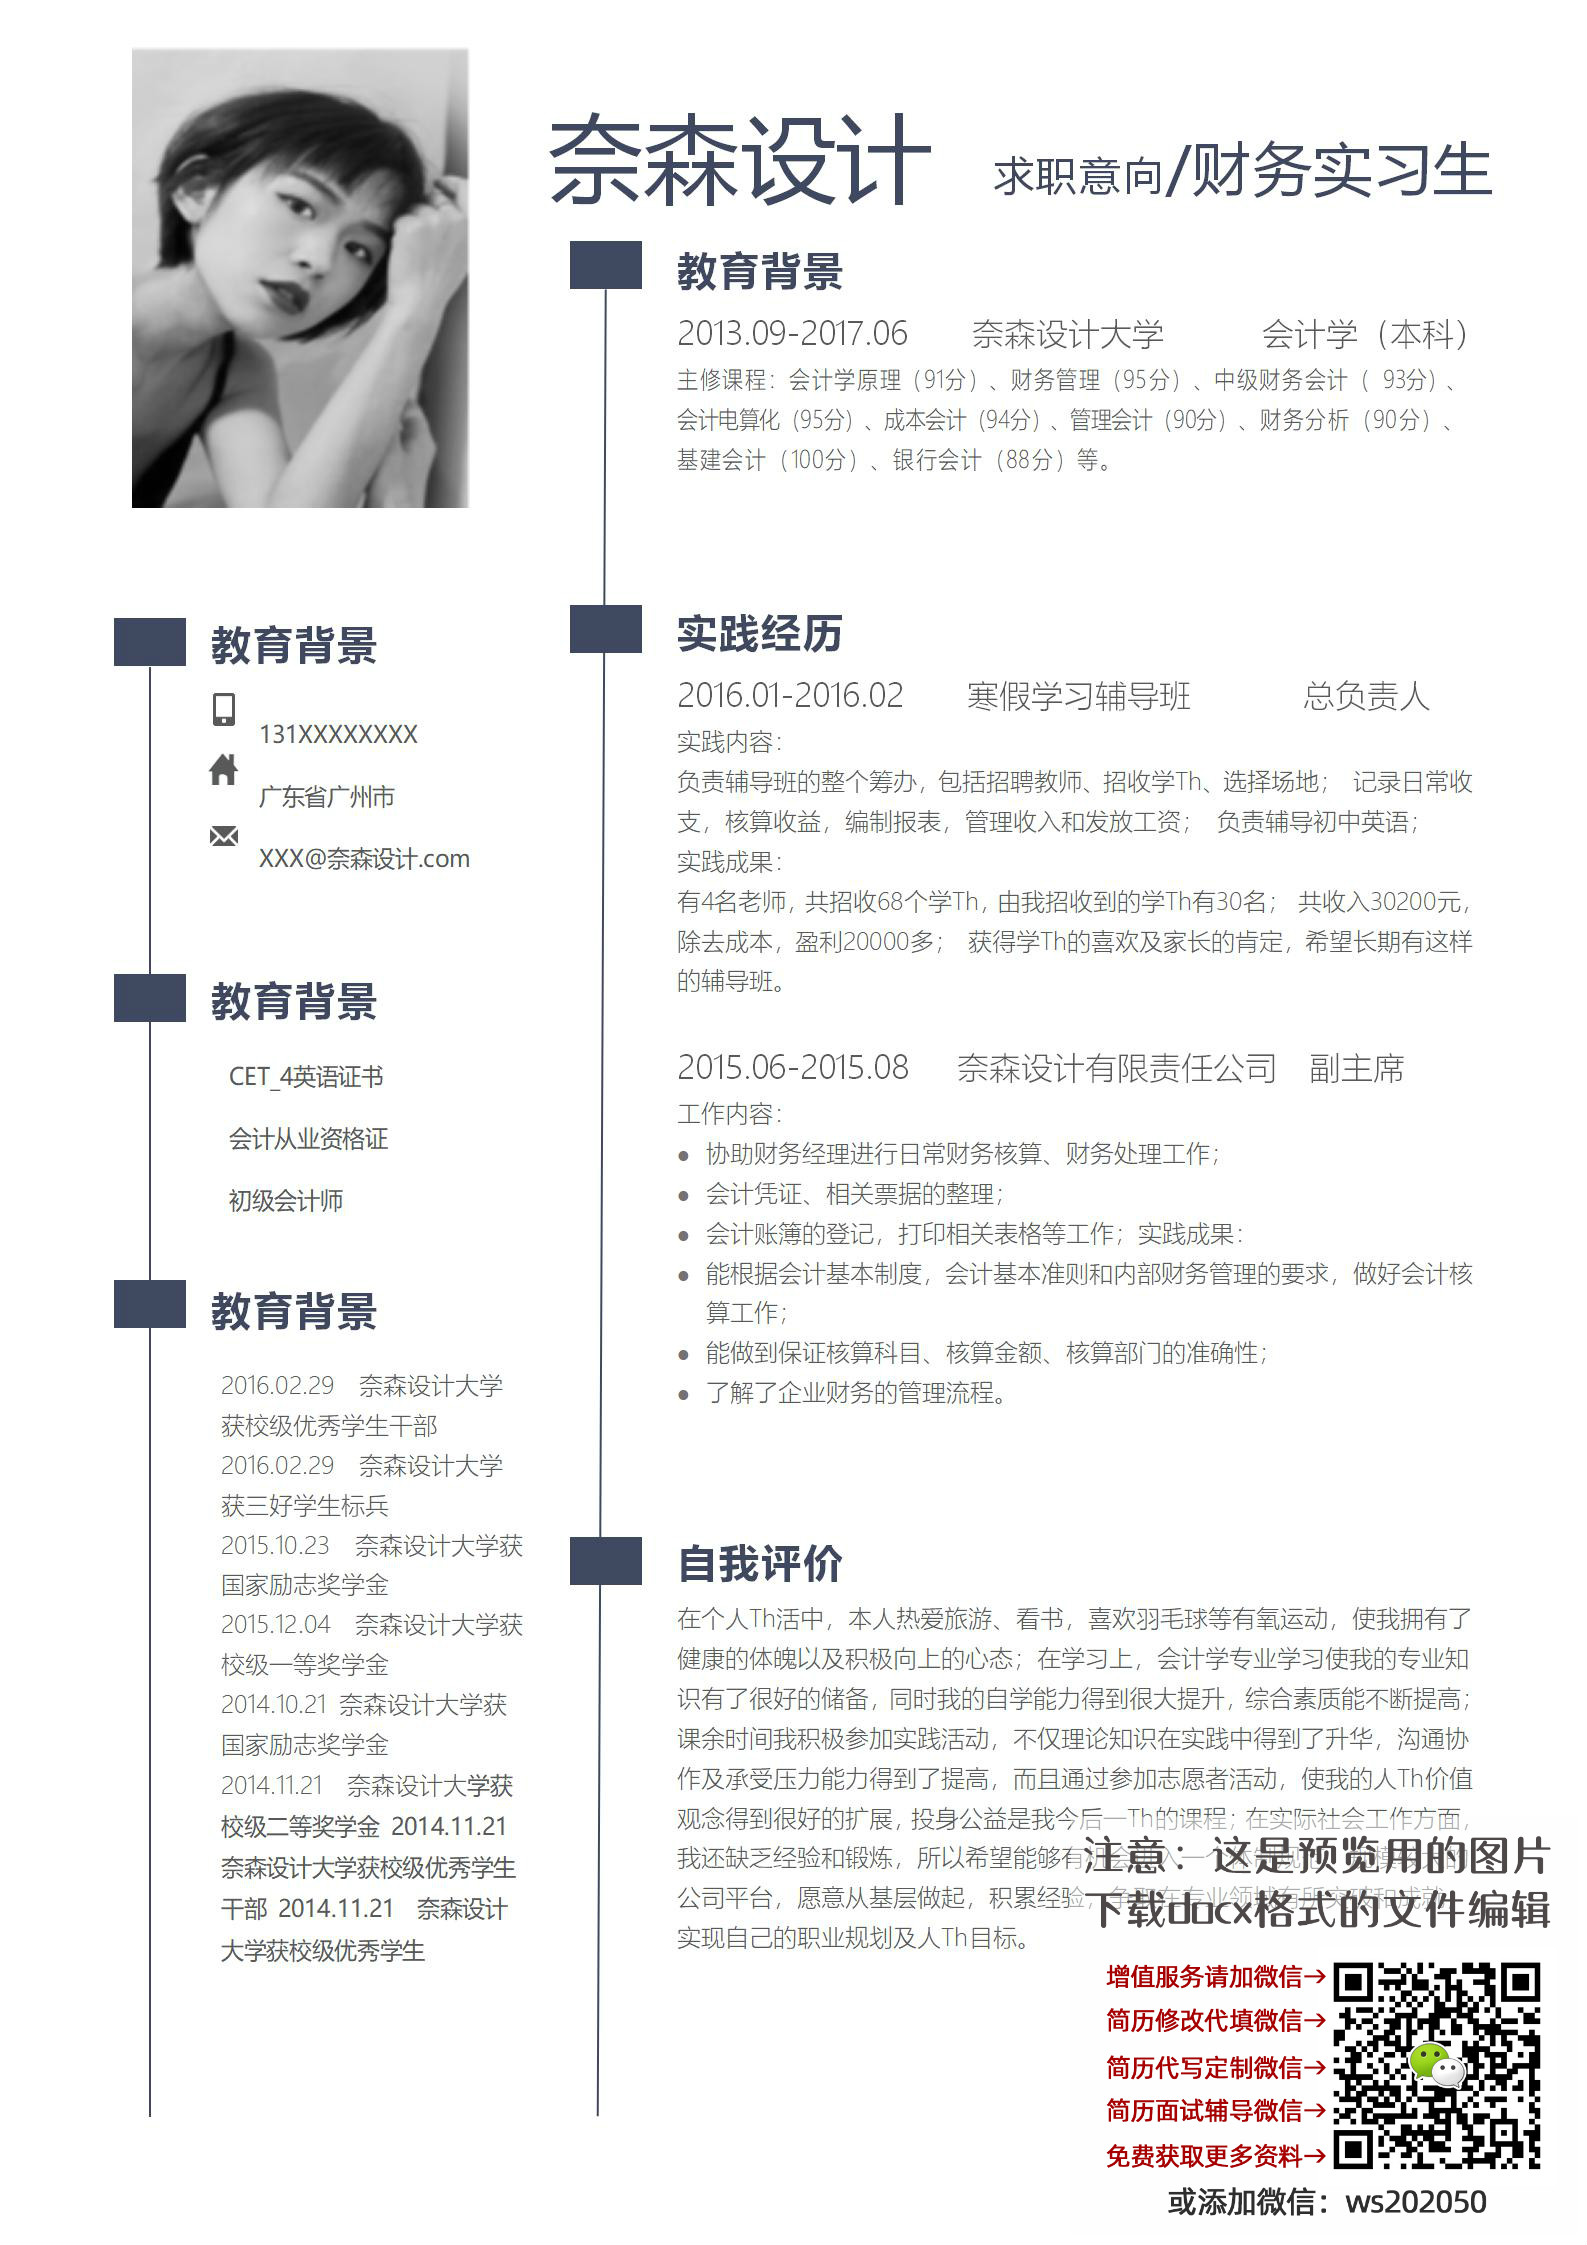 奈森设计 求职意向/财务实习生
教育背景
2013.09-2017.06 奈森设计大学 会计学（本科）
主修课程：会计学原理（91分）、财务管理（95分）、中级财务会计（ 93分）、
会计电算化（95分）、成本会计（94分）、管理会计（90分）、财务分析（90分）、
基建会计（100分）、银行会计（88分）等。
教育背景
131XXXXXXXX
广东省广州市
XXX@奈森设计.com
教育背景
CET_4英语证书
会计从业资格证
初级会计师
教育背景
2016.02.29 奈森设计大学
获校级优秀学生干部
2016.02.29 奈森设计大学
获三好学生标兵
2015.10.23 奈森设计大学获
国家励志奖学金
2015.12.04 奈森设计大学获
校级一等奖学金
2014.10.21 奈森设计大学获
国家励志奖学金
2014.11.21 奈森设计大学获
校级二等奖学金 2014.11.21
奈森设计大学获校级优秀学生
干部 2014.11.21 奈森设计
大学获校级优秀学生
实践经历
2016.01-2016.02 寒假学习辅导班 总负责人
实践内容：
负责辅导班的整个筹办，包括招聘教师、招收学Th、选择场地； 记录日常收
支，核算收益，编制报表，管理收入和发放工资； 负责辅导初中英语；
实践成果：
有4名老师，共招收68个学Th，由我招收到的学Th有30名； 共收入30200元，
除去成本，盈利20000多； 获得学Th的喜欢及家长的肯定，希望长期有这样
的辅导班。
2015.06-2015.08 奈森设计有限责任公司 副主席
工作内容：
● 协助财务经理进行日常财务核算、财务处理工作；
● 会计凭证、相关票据的整理；
● 会计账簿的登记，打印相关表格等工作；实践成果：
● 能根据会计基本制度，会计基本准则和内部财务管理的要求，做好会计核
算工作；
● 能做到保证核算科目、核算金额、核算部门的准确性；
● 了解了企业财务的管理流程。
自我评价
在个人Th活中，本人热爱旅游、看书，喜欢羽毛球等有氧运动，使我拥有了
健康的体魄以及积极向上的心态；在学习上，会计学专业学习使我的专业知
识有了很好的储备，同时我的自学能力得到很大提升，综合素质能不断提高；
课余时间我积极参加实践活动，不仅理论知识在实践中得到了升华，沟通协
作及承受压力能力得到了提高，而且通过参加志愿者活动，使我的人Th价值
观念得到很好的扩展，投身公益是我今后一Th的课程；在实际社会工作方面，
我还缺乏经验和锻炼，所以希望能够有机会进入一个体制规范、规模较大的
公司平台，愿意从基层做起，积累经验，争取在专业领域有所突破和成就，
实现自己的职业规划及人Th目标。
注意：这是预览用的图片
下载docx格式的文件编辑
增值服务请加微信→
简历修改代填微信→
简历代写定制微信→
简历面试辅导微信→
免费获取更多资料→
或添加微信：ws202050